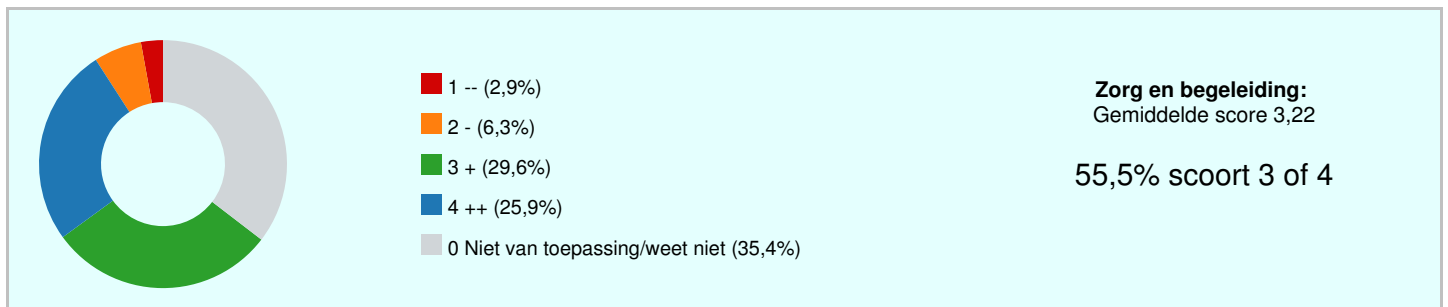 1 -- (2,9%)
2 - (6,3%)
3 + (29,6%)
4 ++ (25,9%)
0 Niet van toepassing/weet niet (35,4%)
Zorg en begeleiding:
Gemiddelde score 3,22
55,5% scoort 3 of 4